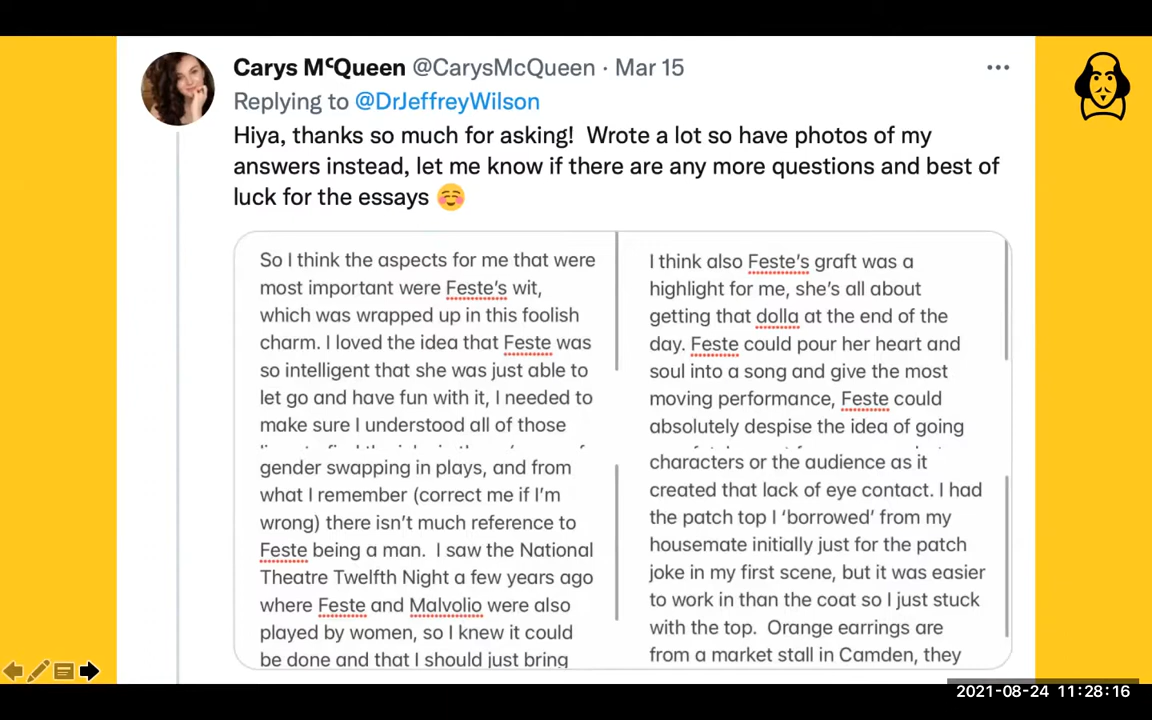 Carys MᶜQueen @CarysMcQueen · Mar 15
Replying to @DrJeffreyWilson
Hiya, thanks so much for asking!  Wrote a lot so have photos of my
answers instead, let me know if there are any more questions and best of
luck for the essays ☺️
So I think the aspects for me that were
most important were Feste's wit,
which was wrapped up in this foolish
charm. I loved the idea that Feste was
so intelligent that she was just able to
let go and have fun with it, I needed to
make sure I understood all of those
I think also Feste's graft was a
highlight for me, she's all about
getting that dolla at the end of the
day. Feste could pour her heart and
soul into a song and give the most
moving performance, Feste could
absolutely despise the idea of going
gender swapping in plays, and from
what I remember (correct me if I'm
wrong) there isn't much reference to
Feste being a man.  I saw the National
Theatre Twelfth Night a few years ago
where Feste and Malvolio were also
played by women, so I knew it could
be done and that I should just bring
characters or the audience as it
created that lack of eye contact. I had
the patch top I 'borrowed' from my
housemate initially just for the patch
joke in my first scene, but it was easier
to work in than the coat so I just stuck
with the top.  Orange earrings are
from a market stall in Camden, they
2021-08-24 11:28:16